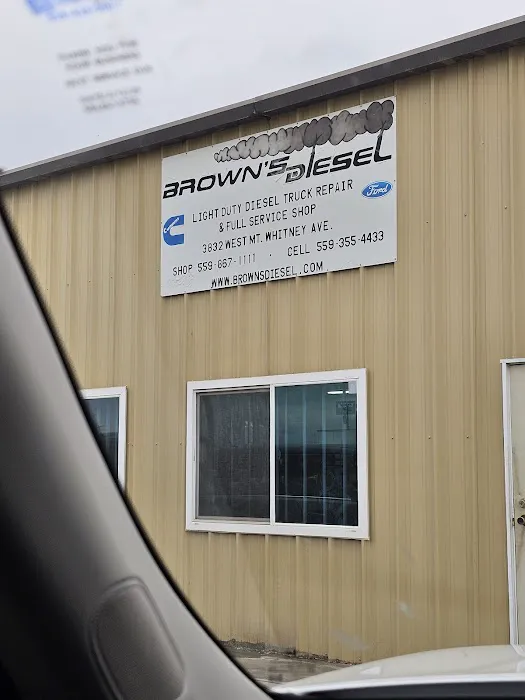 BROWN'S DIESEL
LIGHT DUTY DIESEL TRUCK REPAIR
& FULL SERVICE SHOP
Ford
3832 WEST MT. WHITNEY AVE.
SHOP 559-867-1111 · CELL 559-355-4433
WWW.BROWNSDIESEL.COM